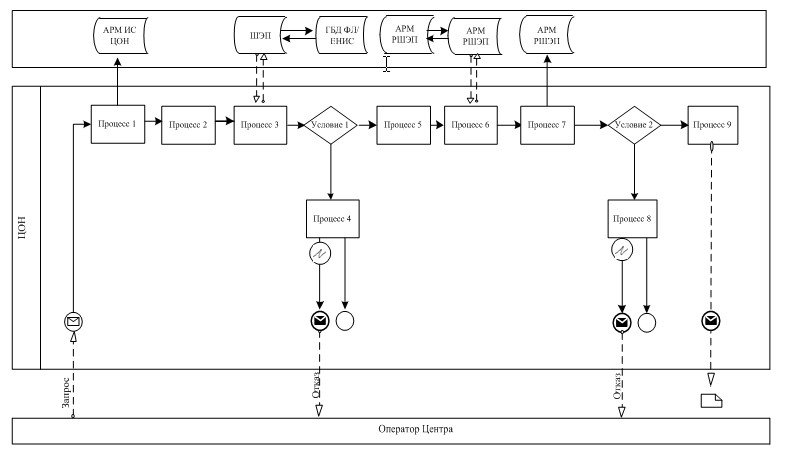 АРМ ИС
ЦОН
ШЭП
ГБД ФЛ/
ЕНИС
АРМ
РШЭП
АРМ
РШЭП
АРМ
РШЭП
Процесс 1
Процесс 2
Процесс 3
Условие 1
Процесс 5
Процесс 6
Процесс 7
Условие 2
Процесс 9
Процесс 4
Процесс 8
ЦОН
Запрос
Отказ
Отказ
Оператор Центра